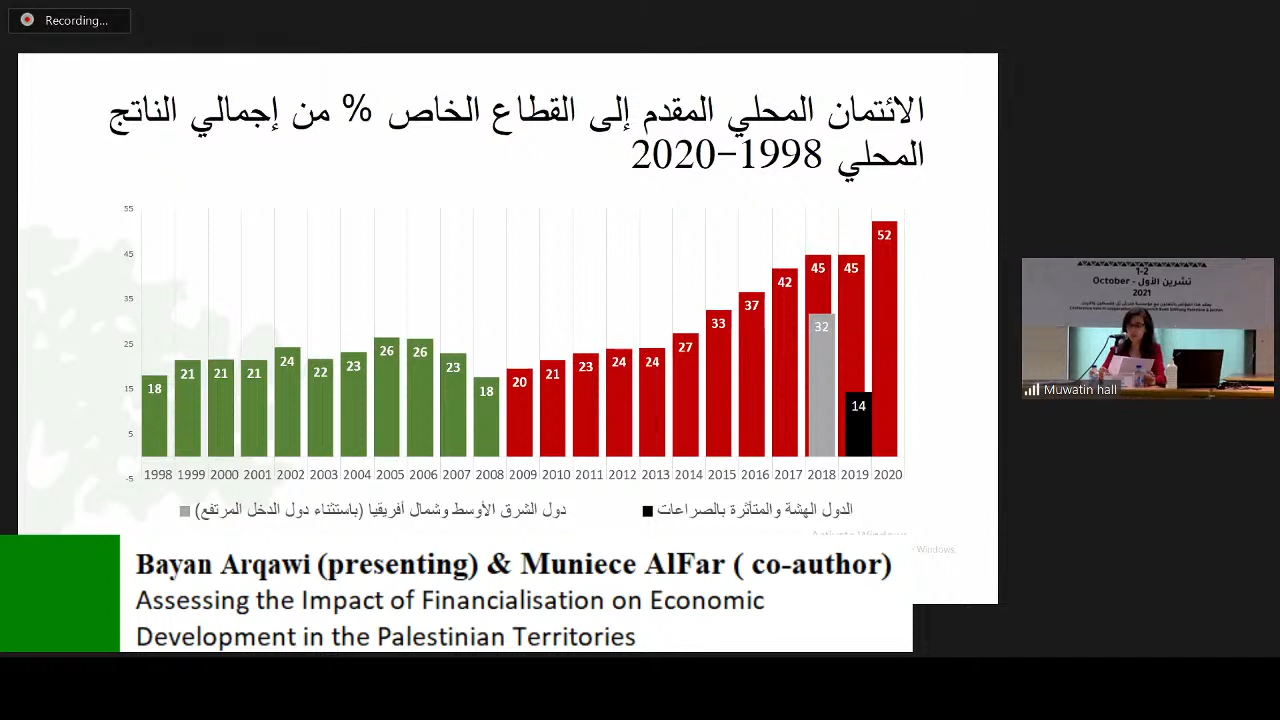 Recording...
الائتمان المحلي المقدم إلى القطاع الخاص % من إجمالي الناتج
المحلي 1998-2020
55
45
35
25
15
5
-5
18
21
21
21
24
22
23
26
26
23
18
20
21
23
24
24
27
33
37
42
45
32
45
14
52
1998 1999 2000 2001 2002 2003 2004 2005 2006 2007 2008 2009 2010 2011 2012 2013 2014 2015 2016 2017 2018 2019 2020
دول الشرق الأوسط وشمال أفريقيا (باستثناء دول الدخل المرتفع)
الدول الهشة والمتأثرة بالصراعات
Windows.
Bayan Arqawi (presenting) & Muniece AlFar ( co-author)
Assessing the Impact of Financialisation on Economic
Development in the Palestinian Territories
1-2
تشرين الأول - October
2021
Muwatin hall